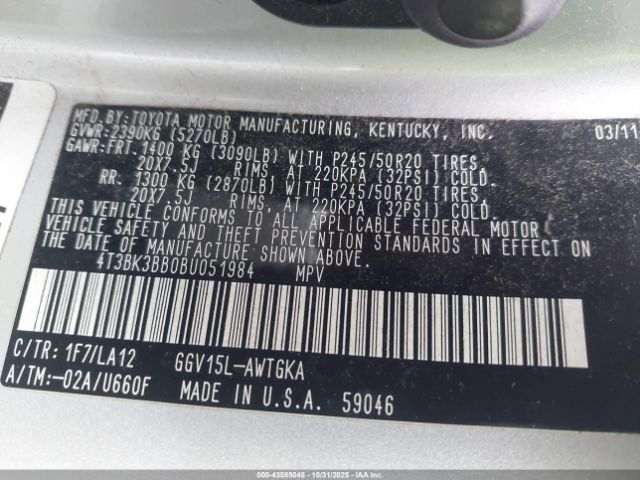 MFD. BY: TOYOTA MOTOR MANUFACTURING, KENTUCKY, INC. 03/11
GVWR: 2390KG (5270LB)
GAWR: FRT. 1400 KG (3090LB) WITH P245/50R20 TIRES,
20X7.5J RIMS, AT 220KPA (32PSI) COLD.
RR: 1300 KG (2870LB) WITH P245/50R20 TIRES,
20X7.5J RIMS, AT 220KPA (32PSI) COLD.
THIS VEHICLE CONFORMS TO ALL APPLICABLE FEDERAL MOTOR
VEHICLE SAFETY AND THEFT PREVENTION STANDARDS IN EFFECT ON
THE DATE OF MANUFACTURE SHOWN ABOVE.
4T3BK3BB0BU051984 MPV
C/TR: 1F7/LA12 GGV15L-AWTGKA
A/TM: -02A/U660F MADE IN U.S.A. 59046
000-43585048 - 10/31/2025 - IAA Inc.